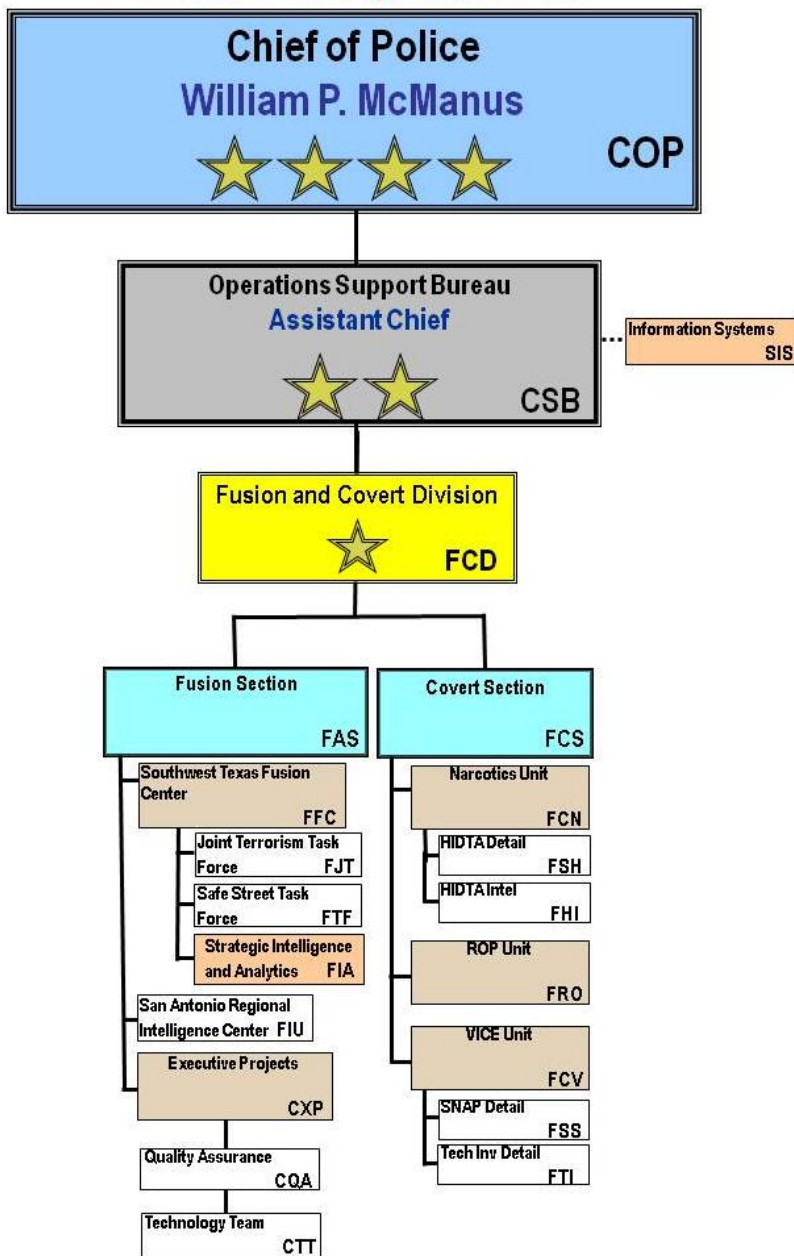 Chief of Police
William P. McManus
COP
Operations Support Bureau
Assistant Chief
CSB
Information Systems
SIS
Fusion and Covert Division
FCD
Fusion Section
FAS
Southwest Texas Fusion
Center
FFC
Joint Terrorism Task
Force FJT
Safe Street Task
Force FTF
Strategic Intelligence
and Analytics FIA
San Antonio Regional
Intelligence Center FIU
Executive Projects
CXP
Quality Assurance
CQA
Technology Team
CTT
Covert Section
FCS
Narcotics Unit
FCN
HIDTA Detail
FSH
HIDTA Intel
FHI
ROP Unit
FRO
VICE Unit
FCV
SNAP Detail
FSS
Tech Inv Detail
FTI